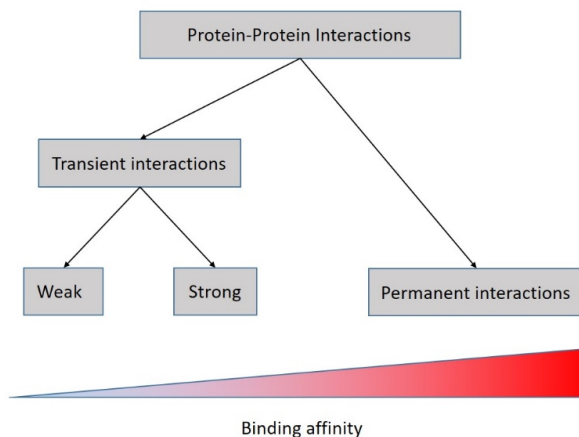 Protein-Protein Interactions
Transient interactions
Weak
Strong
Permanent interactions
Binding affinity